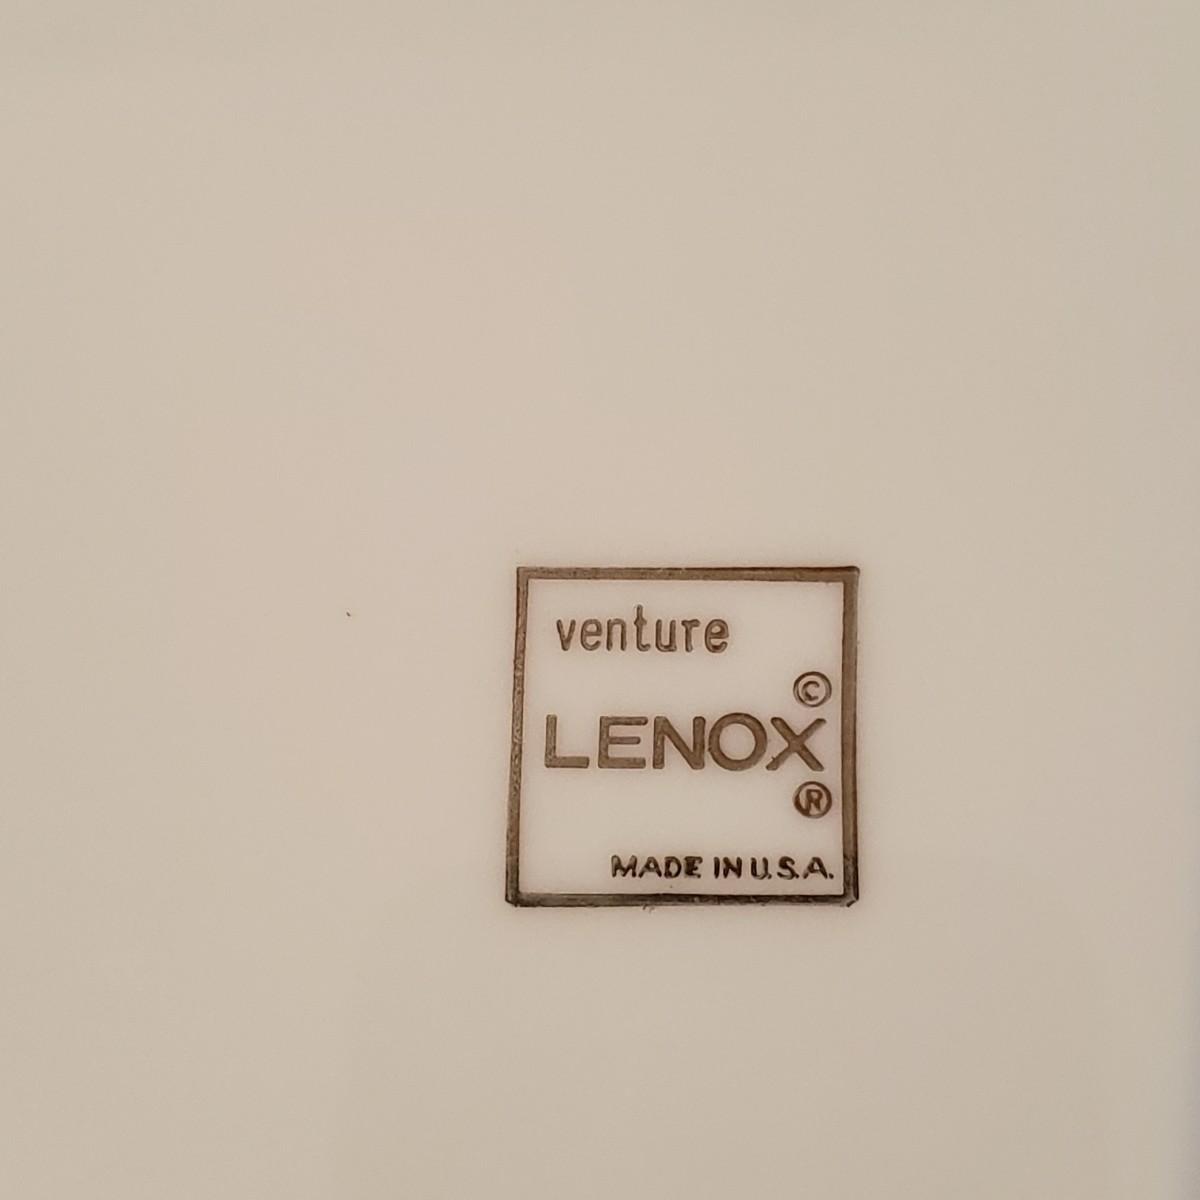 venture
©
LENOX
®
MADE IN U.S.A.